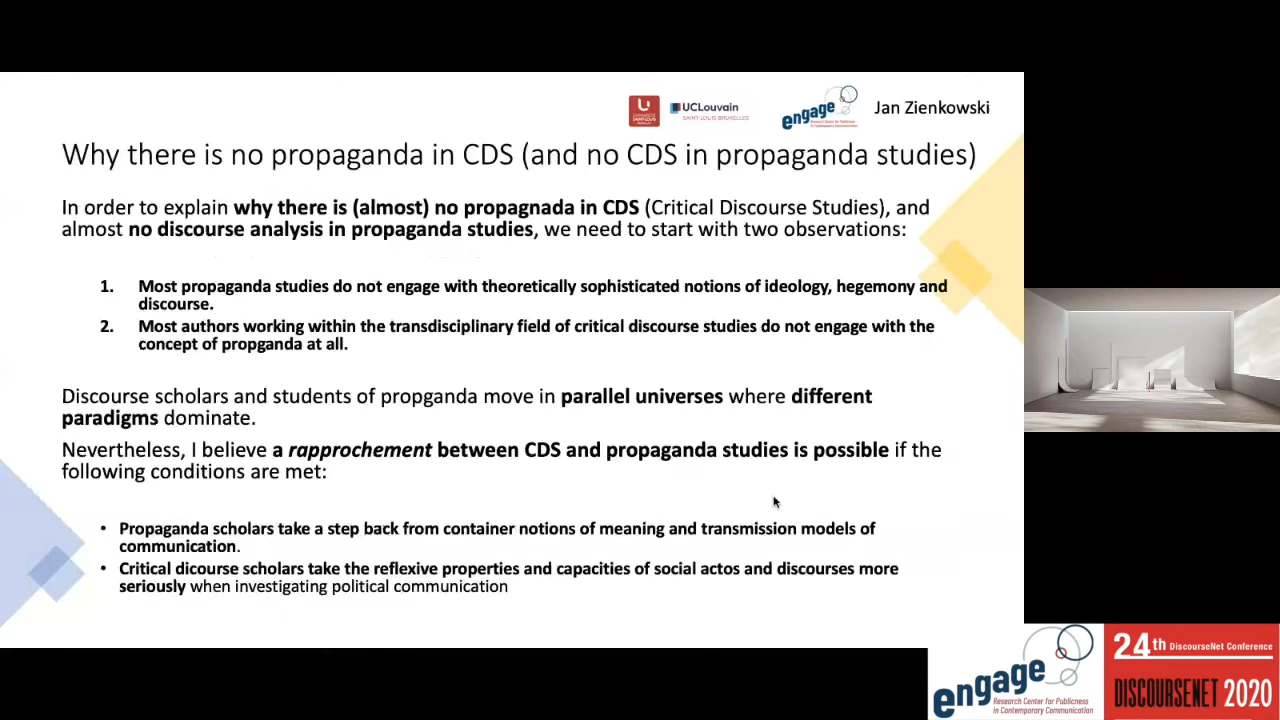 UCLouvain
SAINT-LOUIS BRUXELLES
engage
Jan Zienkowski
Why there is no propaganda in CDS (and no CDS in propaganda studies)
In order to explain why there is (almost) no propagnada in CDS (Critical Discourse Studies), and
almost no discourse analysis in propaganda studies, we need to start with two observations:
1. Most propaganda studies do not engage with theoretically sophisticated notions of ideology, hegemony and
discourse.
2. Most authors working within the transdisciplinary field of critical discourse studies do not engage with the
concept of propganda at all.
Discourse scholars and students of propganda move in parallel universes where different
paradigms dominate.
Nevertheless, I believe a rapprochement between CDS and propaganda studies is possible if the
following conditions are met:
• Propaganda scholars take a step back from container notions of meaning and transmission models of
communication.
• Critical dicourse scholars take the reflexive properties and capacities of social actos and discourses more
seriously when investigating political communication
engage
Research Center for Publicness
in Contemporary Communication
24th DiscourseNet Conference
DISCOURSENET 2020